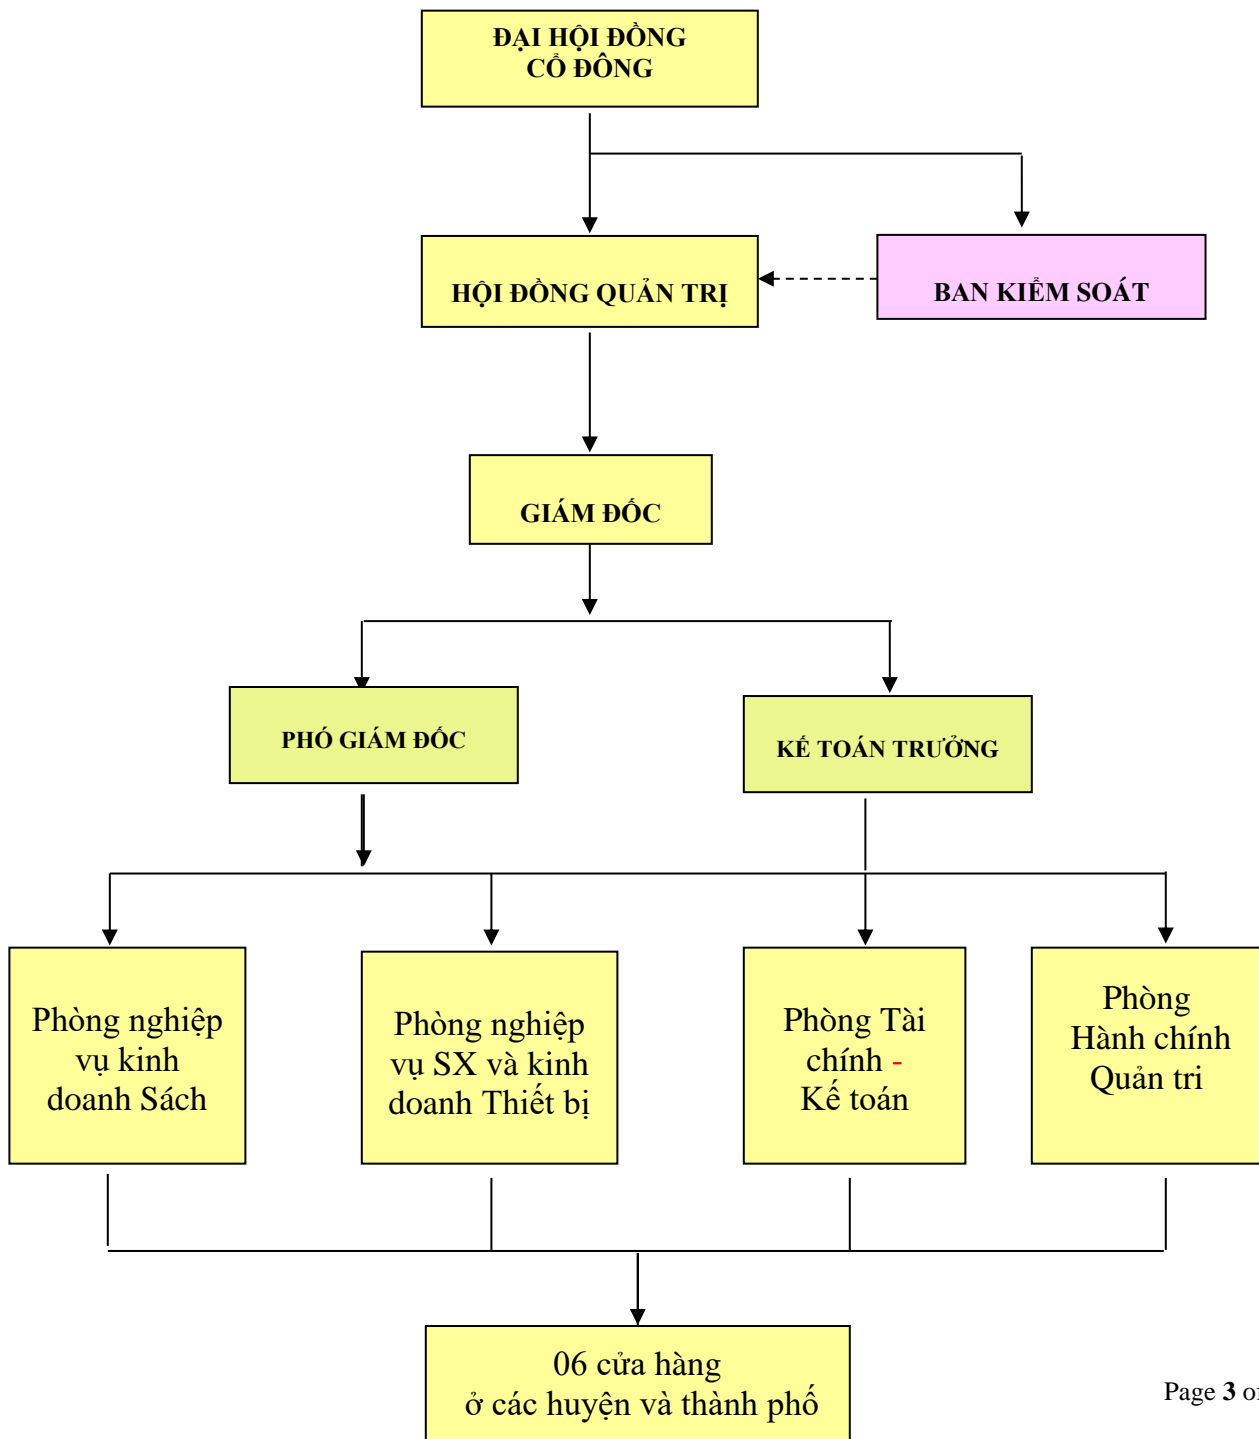 ĐẠI HỘI ĐỒNG
CỔ ĐÔNG
HỘI ĐỒNG QUẢN TRỊ
BAN KIỂM SOÁT
GIÁM ĐỐC
PHÓ GIÁM ĐỐC
KẾ TOÁN TRƯỞNG
Phòng nghiệp
vụ kinh
doanh Sách
Phòng nghiệp
vụ SX và kinh
doanh Thiết bị
Phòng Tài
chính -
Kế toán
Phòng
Hành chính
Quản tri
06 cửa hàng
ở các huyện và thành phố
Page 3 of